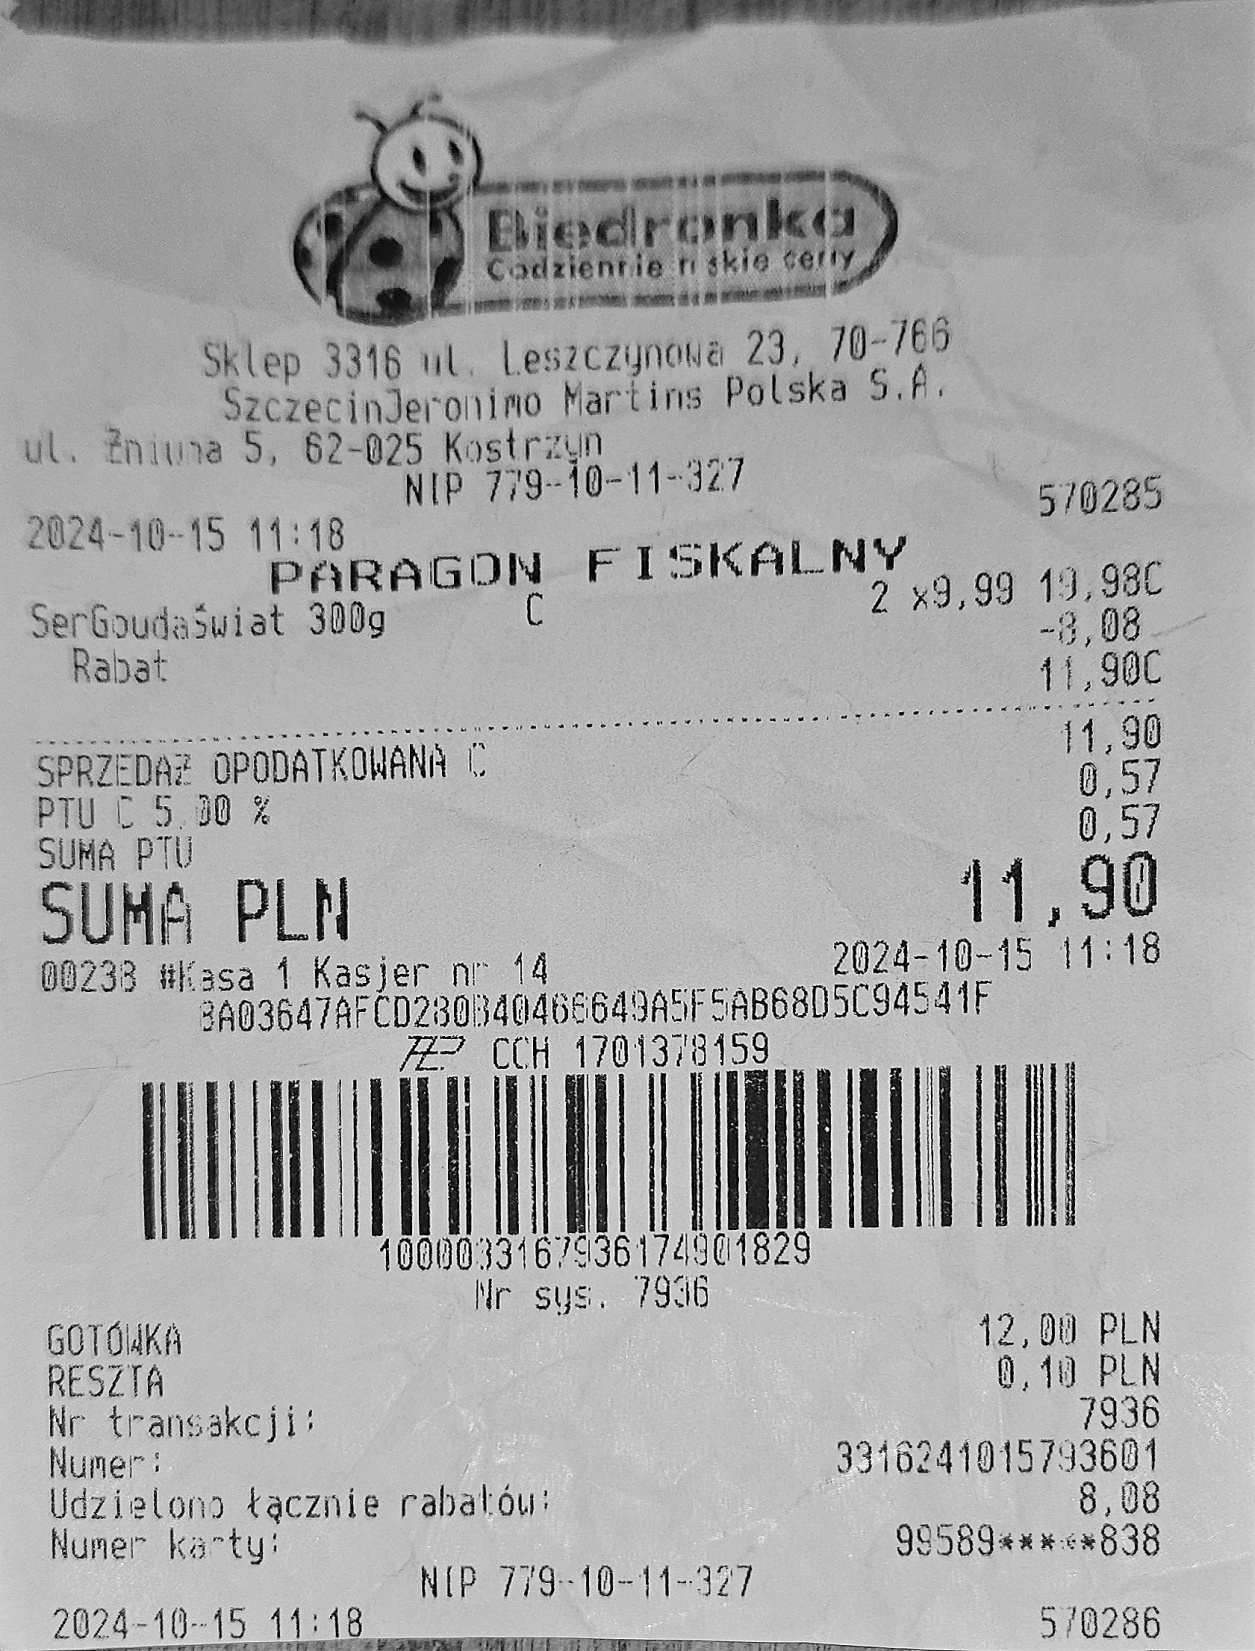 Biedronka
Codziennie niskie ceny
Sklep 3316 ul. Leszczynowa 23, 70-766
SzczecinJeronimo Martins Polska S.A.
ul. Żniwna 5, 62-025 Kostrzyn
NIP 779-10-11-327
2024-10-15 11:18 570285
PARAGON FISKALNY
SerGoudaŚwiat 300g C 2 x9,99 19,98C
Rabat -8,08
11,90C
SPRZEDAŻ OPODATKOWANA C 11,90
PTU C 5,00 % 0,57
SUMA PTU 0,57
SUMA PLN 11,90
00238 #Kasa 1 Kasjer nr 14 2024-10-15 11:18
8A03647AFCD280B40466649A5F5AB68D5C94541F
CCH 1701378159
1000033167936174901829
Nr sys. 7936
GOTÓWKA 12,00 PLN
RESZTA 0,10 PLN
Nr transakcji: 7936
Numer: 3316241015793601
Udzielono łącznie rabatów: 8,08
Numer karty: 99589*****838
NIP 779-10-11-327
2024-10-15 11:18 570286